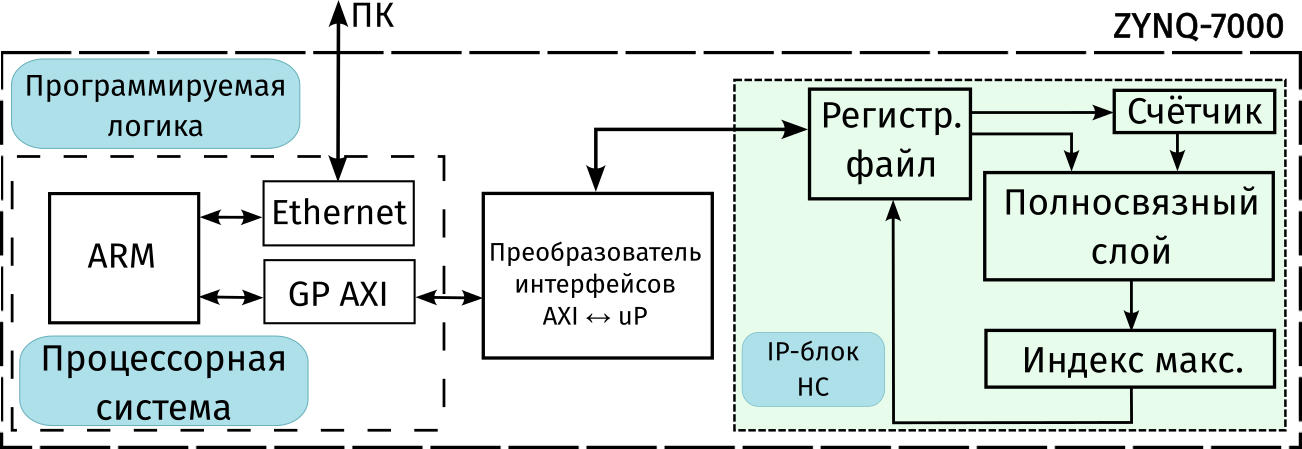 ПК
ZYNQ-7000
Программируемая
логика
Регистр.
файл
Счётчик
Ethernet
Полносвязный
слой
ARM
Преобразователь
интерфейсов
AXI ↔ uP
GP AXI
Процессорная
система
IP-блок
НС
Индекс макс.